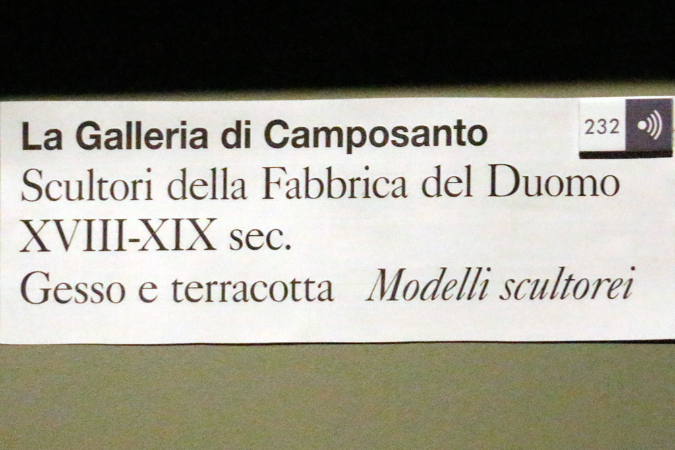 La Galleria di Camposanto
232
Scultori della Fabbrica del Duomo
XVIII-XIX sec.
Gesso e terracotta Modelli scultorei